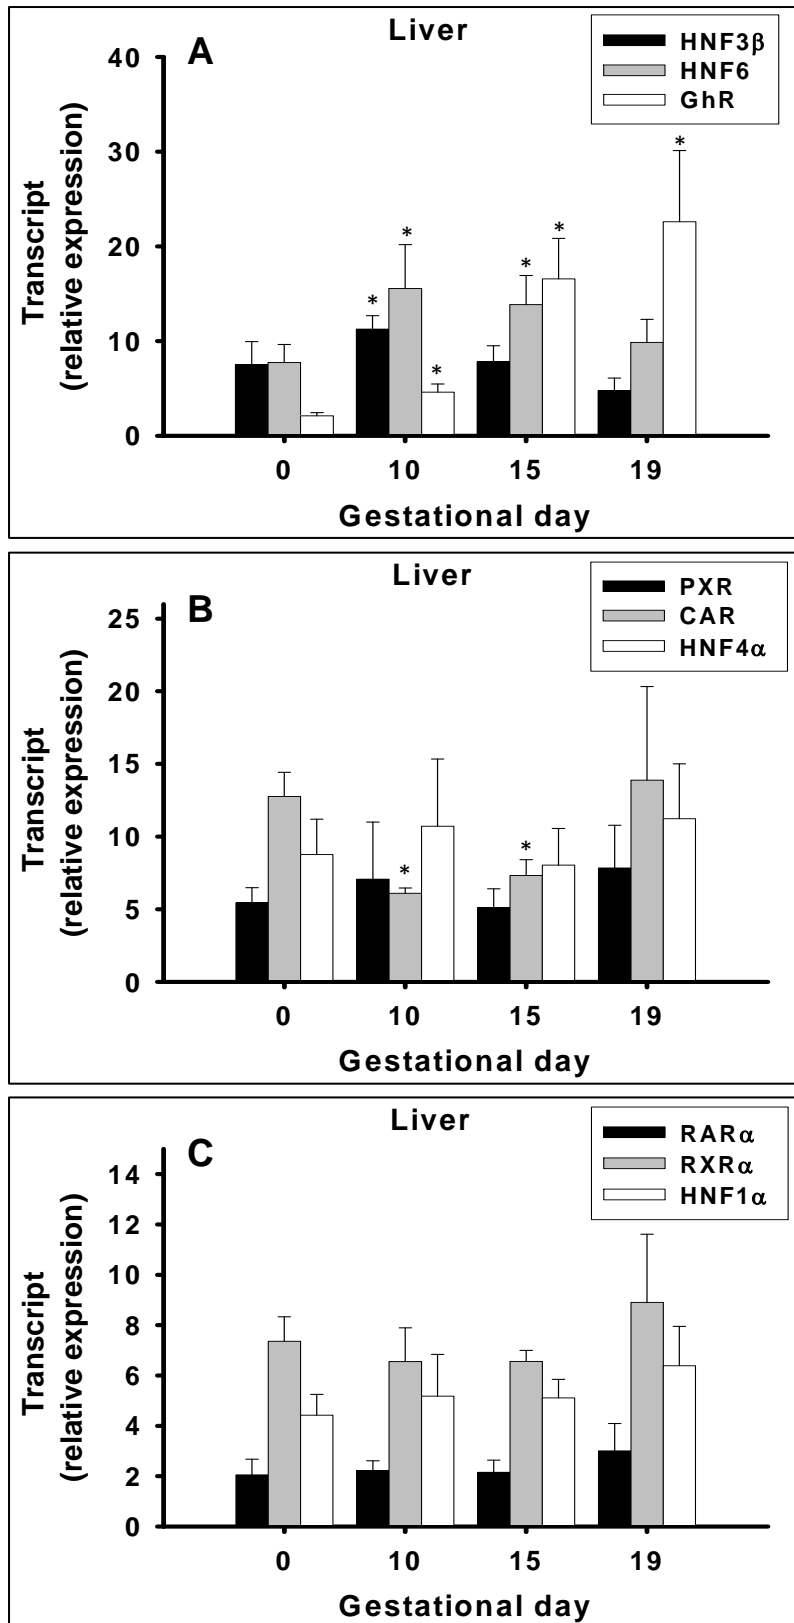 Liver
A
HNF3β
HNF6
GhR
Transcript
(relative expression)
40
30
20
10
0
* * * * * *
0 10 15 19
Gestational day
Liver
B
PXR
CAR
HNF4α
Transcript
(relative expression)
25
20
15
10
5
0
* *
0 10 15 19
Gestational day
Liver
C
RARα
RXRα
HNF1α
Transcript
(relative expression)
14
12
10
8
6
4
2
0
0 10 15 19
Gestational day